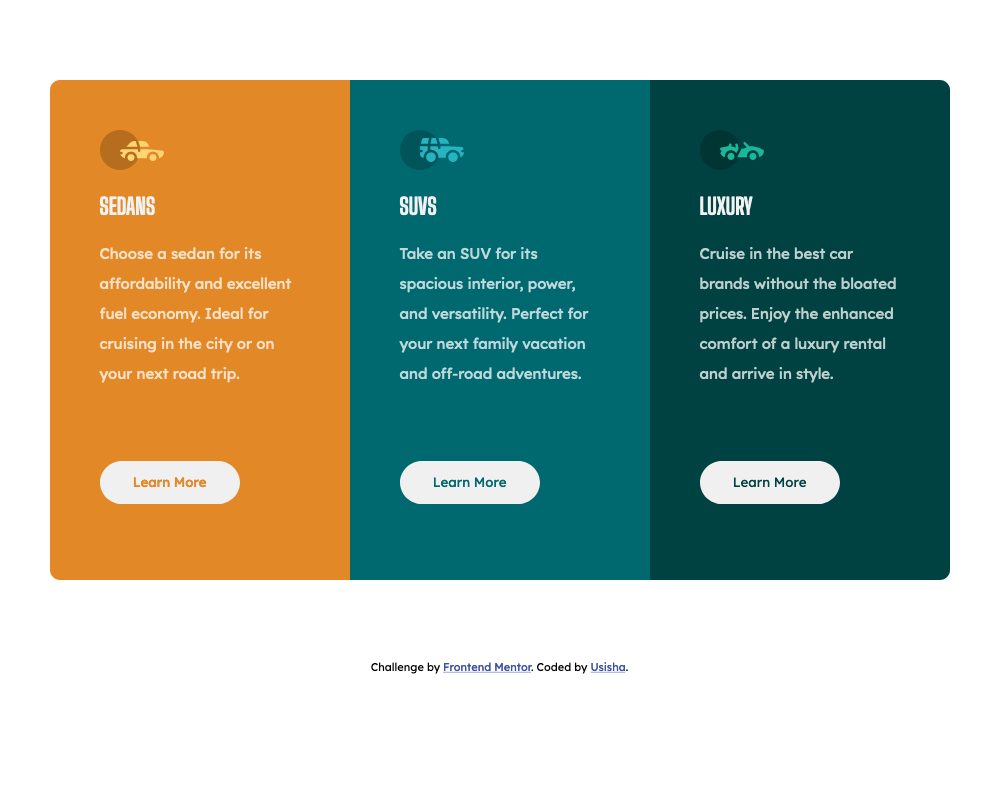 SEDANS
Choose a sedan for its
affordability and excellent
fuel economy. Ideal for
cruising in the city or on
your next road trip.
Learn More
SUVS
Take an SUV for its
spacious interior, power,
and versatility. Perfect for
your next family vacation
and off-road adventures.
Learn More
LUXURY
Cruise in the best car
brands without the bloated
prices. Enjoy the enhanced
comfort of a luxury rental
and arrive in style.
Learn More
Challenge by Frontend Mentor. Coded by Usisha.